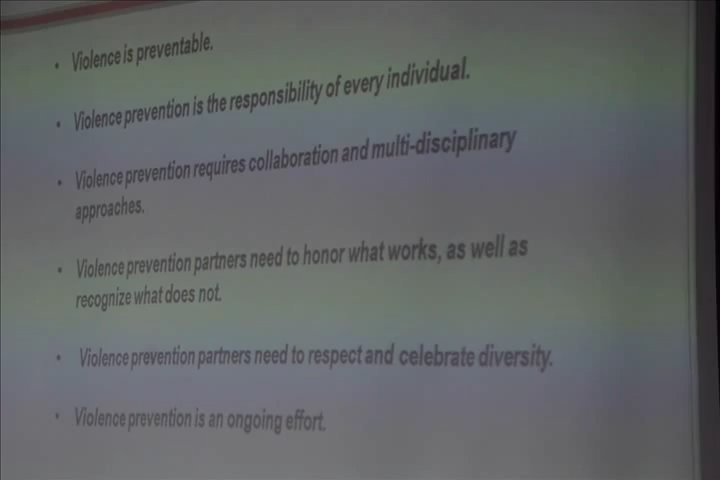 • Violence is preventable.
• Violence prevention is the responsibility of every individual.
• Violence prevention requires collaboration and multi-disciplinary
approaches.
• Violence prevention partners need to honor what works, as well as
recognize what does not.
• Violence prevention partners need to respect and celebrate diversity.
• Violence prevention is an ongoing effort.